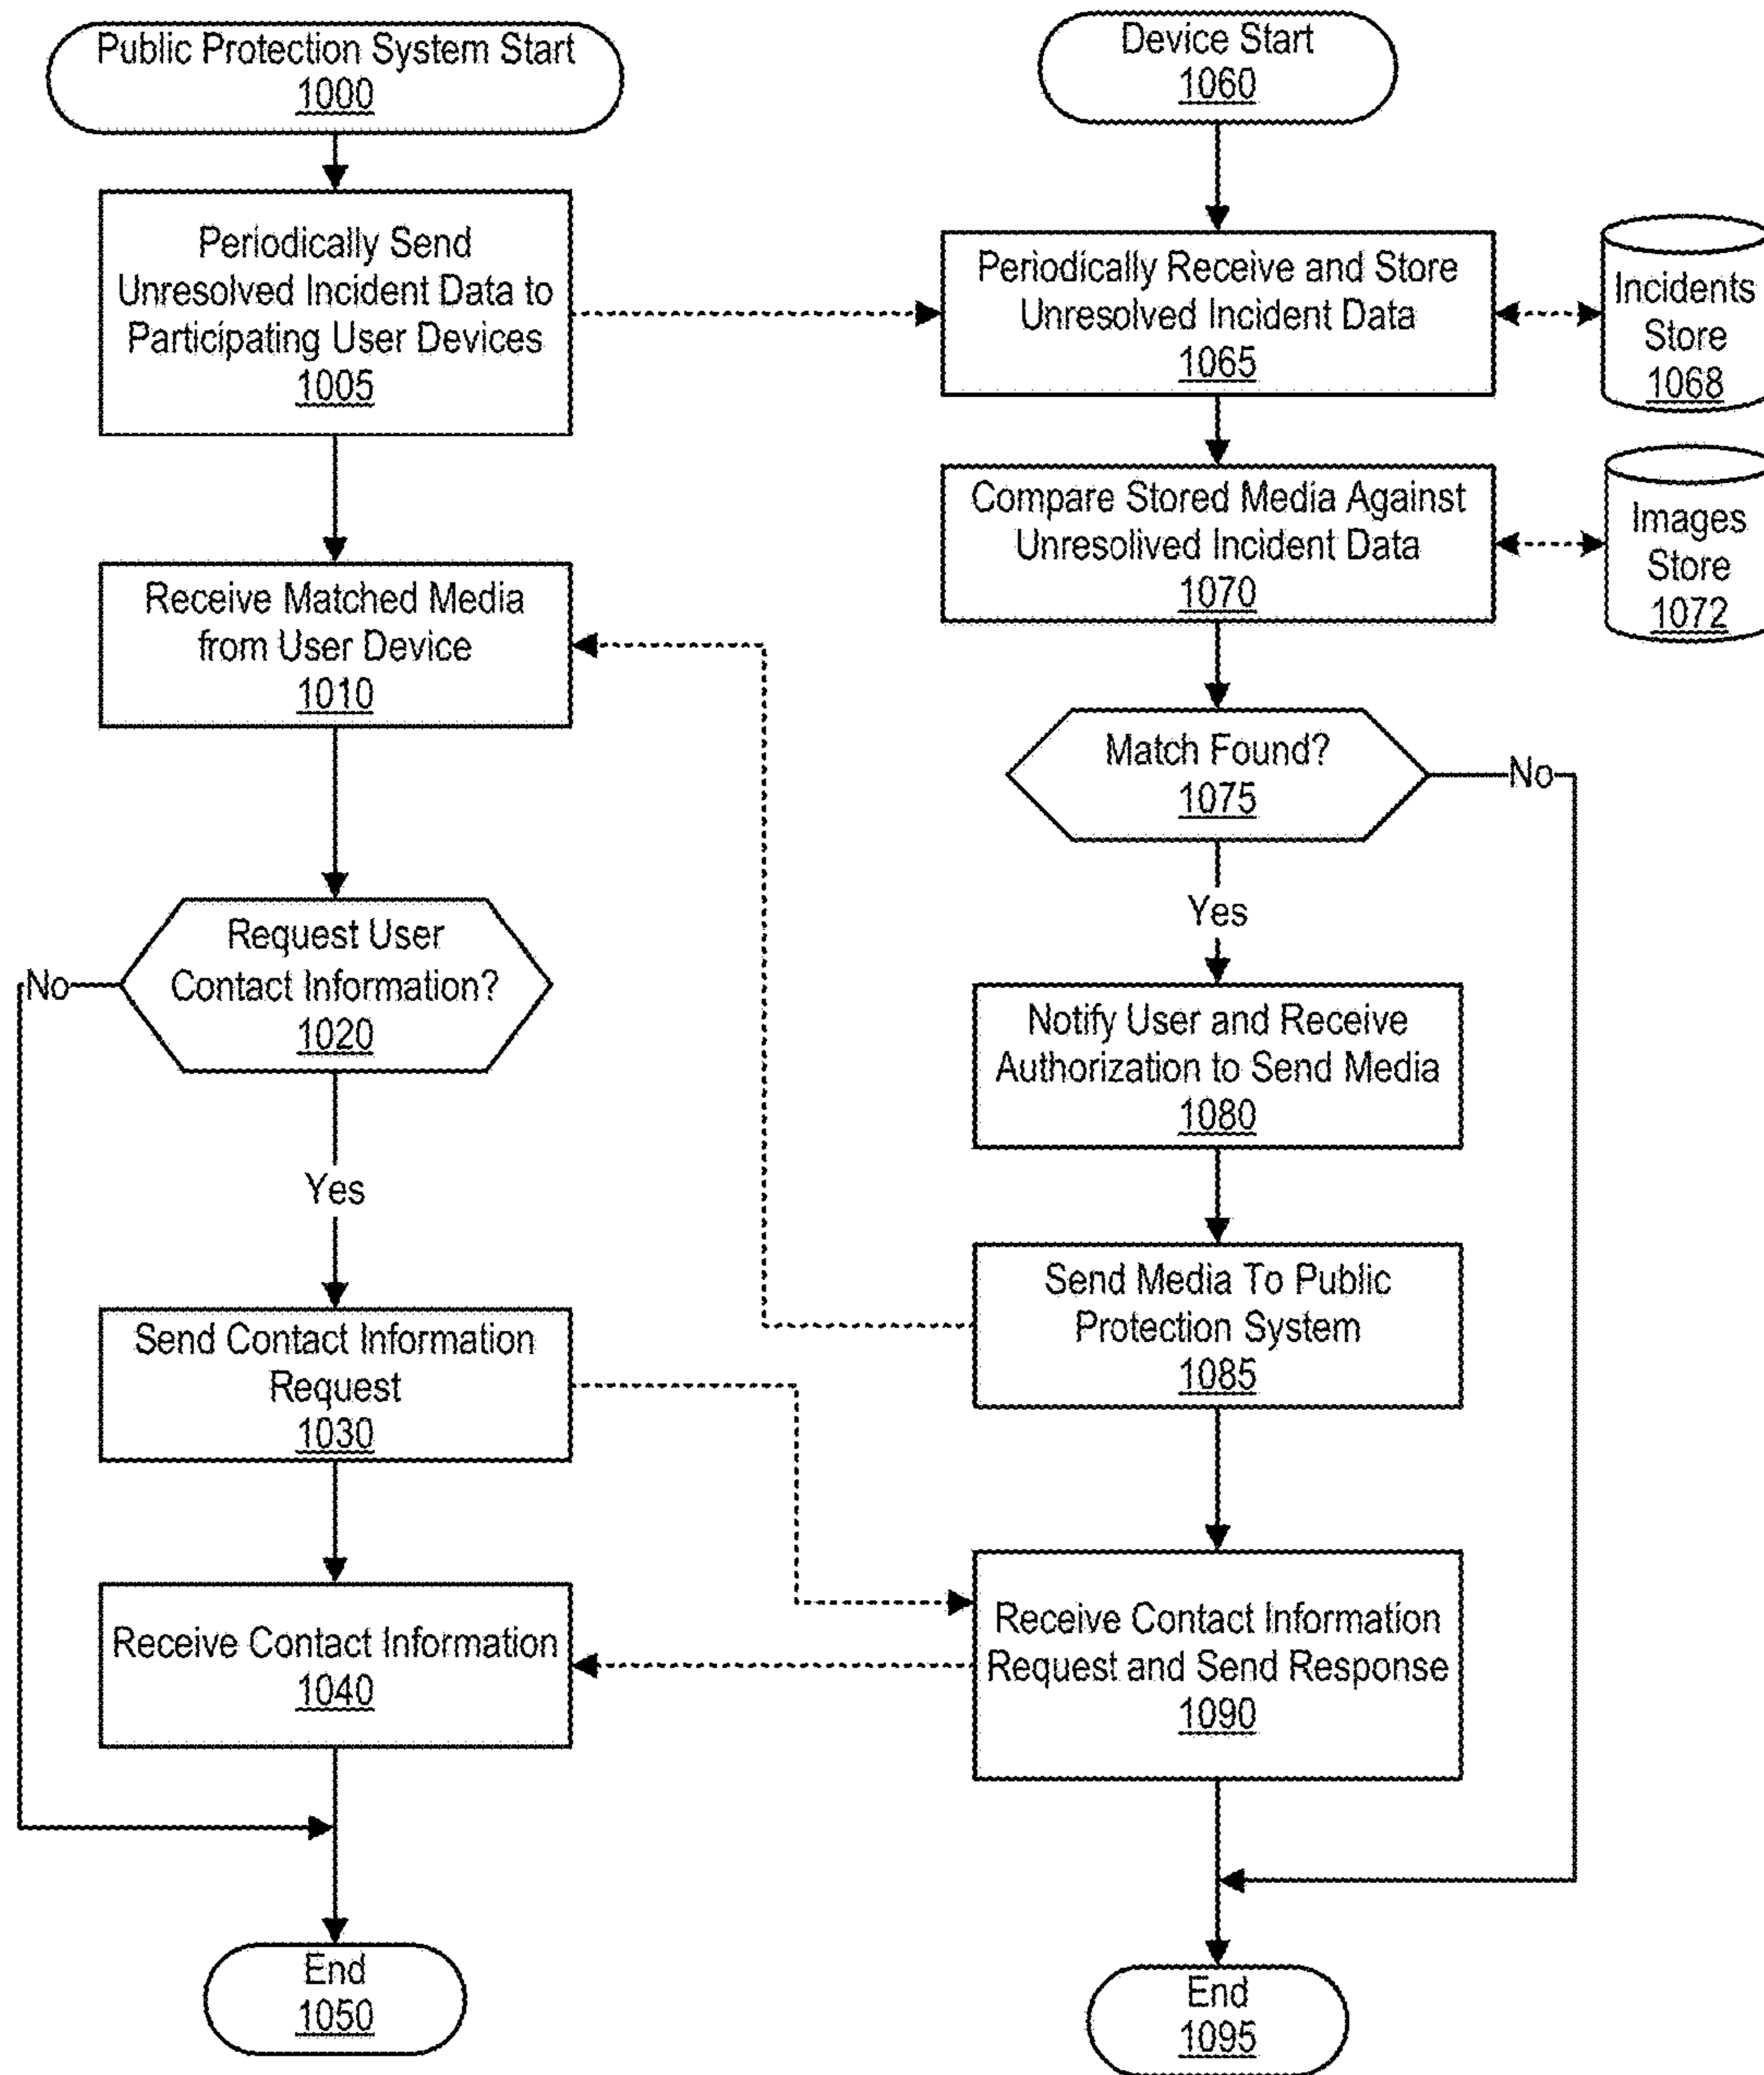 Public Protection System Start
1000
Periodically Send
Unresolved Incident Data to
Participating User Devices
1005
Receive Matched Media
from User Device
1010
Request User
Contact Information?
1020
No
Yes
Send Contact Information
Request
1030
Receive Contact Information
1040
End
1050
Device Start
1060
Periodically Receive and Store
Unresolved Incident Data
1065
Incidents
Store
1068
Compare Stored Media Against
Unresolived Incident Data
1070
Images
Store
1072
Match Found?
1075
No
Yes
Notify User and Receive
Authorization to Send Media
1080
Send Media To Public
Protection System
1085
Receive Contact Information
Request and Send Response
1090
End
1095